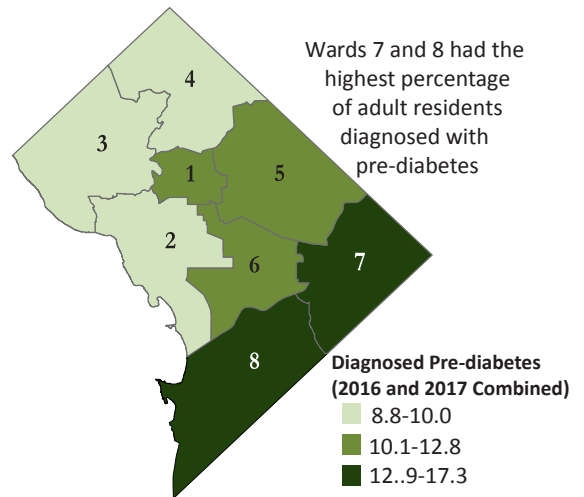 Wards 7 and 8 had the
highest percentage
of adult residents
diagnosed with
pre-diabetes
4
3
1
5
2
6
7
8
Diagnosed Pre-diabetes
(2016 and 2017 Combined)
8.8-10.0
10.1-12.8
12..9-17.3